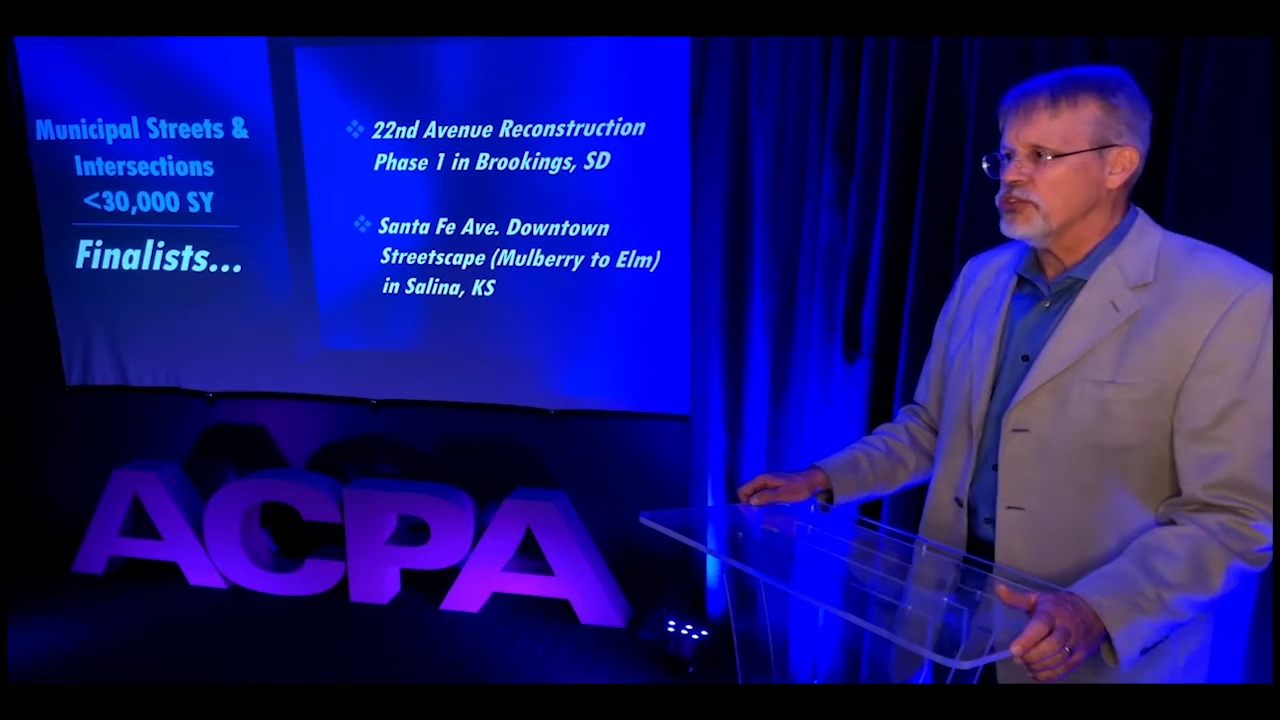 Municipal Streets &
Intersections
<30,000 SY
Finalists...
❖ 22nd Avenue Reconstruction
Phase 1 in Brookings, SD
❖ Santa Fe Ave. Downtown
Streetscape (Mulberry to Elm)
in Salina, KS
ACPA